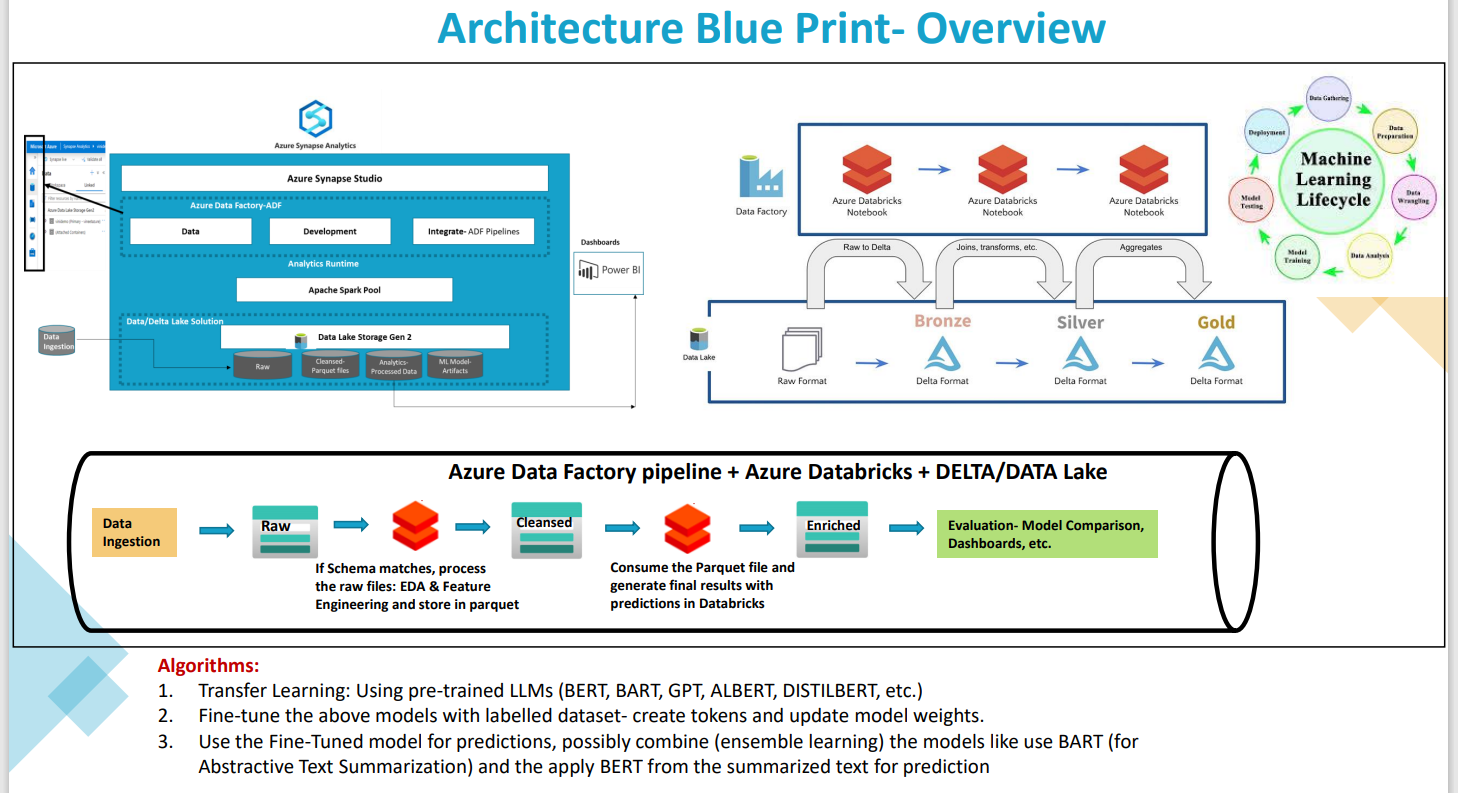 Architecture Blue Print- Overview
Azure Synapse Analytics
Microsoft Azure
Synapse Analytics
Synapse live
Validate all
Data
Linked
Azure Data Lake Storage Gen2
Azure Synapse Studio
Azure Data Factory-ADF
Data
Development
Integrate- ADF Pipelines
Analytics Runtime
Apache Spark Pool
Data/Delta Lake Solution
Data Lake Storage Gen 2
Raw
Cleansed-
Parquet files
Analytics-
Processed Data
ML Model-
Artifacts
Data
Ingestion
Dashboards
Power BI
Data Factory
Azure Databricks
Notebook
Azure Databricks
Notebook
Azure Databricks
Notebook
Raw to Delta
Joins, transforms, etc.
Aggregates
Data Lake
Bronze
Silver
Gold
Raw Format
Delta Format
Delta Format
Delta Format
Machine
Learning
Lifecycle
Data Gathering
Data
Preparation
Data
Wrangling
Data Analysis
Model
Training
Model
Testing
Deployment
Azure Data Factory pipeline + Azure Databricks + DELTA/DATA Lake
Data
Ingestion
Raw
Cleansed
Enriched
Evaluation- Model Comparison,
Dashboards, etc.
If Schema matches, process
the raw files: EDA & Feature
Engineering and store in parquet
Consume the Parquet file and
generate final results with
predictions in Databricks
Algorithms:
1. Transfer Learning: Using pre-trained LLMs (BERT, BART, GPT, ALBERT, DISTILBERT, etc.)
2. Fine-tune the above models with labelled dataset- create tokens and update model weights.
3. Use the Fine-Tuned model for predictions, possibly combine (ensemble learning) the models like use BART (for
Abstractive Text Summarization) and the apply BERT from the summarized text for prediction